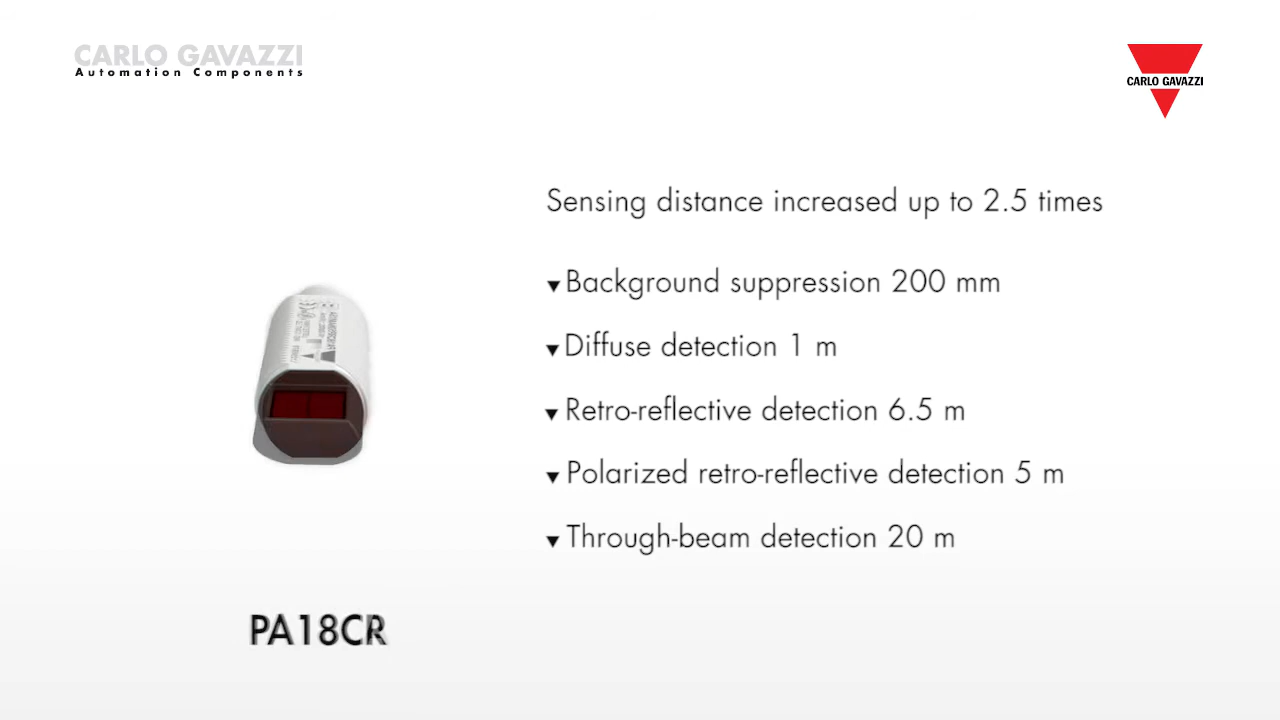 CARLO GAVAZZI
Automation Components
CARLO GAVAZZI
Sensing distance increased up to 2.5 times
Background suppression 200 mm
Diffuse detection 1 m
Retro-reflective detection 6.5 m
Polarized retro-reflective detection 5 m
Through-beam detection 20 m
PA18CR